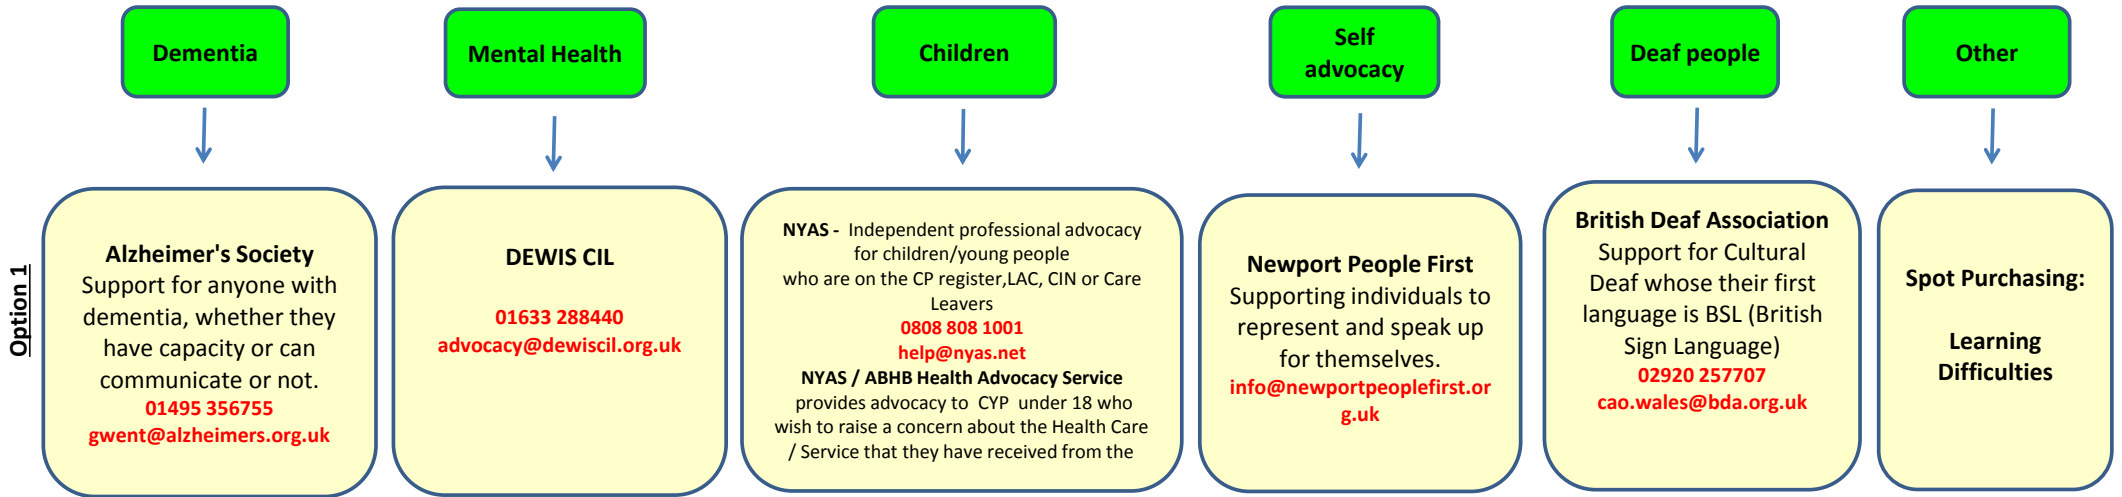 Dementia
Mental Health
Children
Self
advocacy
Deaf people
Other
Option 1
Alzheimer's Society
Support for anyone with
dementia, whether they
have capacity or can
communicate or not.
01495 356755
gwent@alzheimers.org.uk
DEWIS CIL
01633 288440
advocacy@dewiscil.org.uk
NYAS - Independent professional advocacy
for children/young people
who are on the CP register,LAC, CIN or Care
Leavers
0808 808 1001
help@nyas.net
NYAS / ABHB Health Advocacy Service
provides advocacy to CYP under 18 who
wish to raise a concern about the Health Care
/ Service that they have received from the
Newport People First
Supporting individuals to
represent and speak up
for themselves.
info@newportpeoplefirst.or
g.uk
British Deaf Association
Support for Cultural
Deaf whose their first
language is BSL (British
Sign Language)
02920 257707
cao.wales@bda.org.uk
Spot Purchasing:
Learning
Difficulties